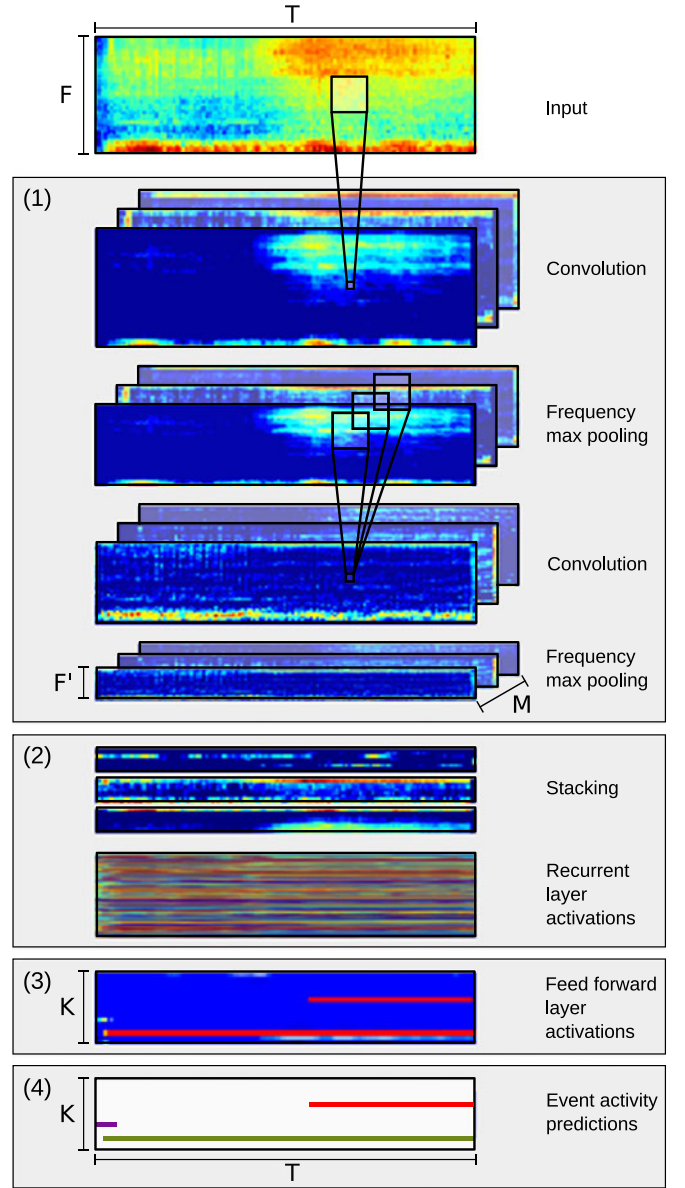 T
F
Input
(1)
Convolution
Frequency
max pooling
Convolution
Frequency
max pooling
F'
M
(2)
Stacking
Recurrent
layer
activations
(3)
K
Feed forward
layer
activations
(4)
K
Event activity
predictions
T